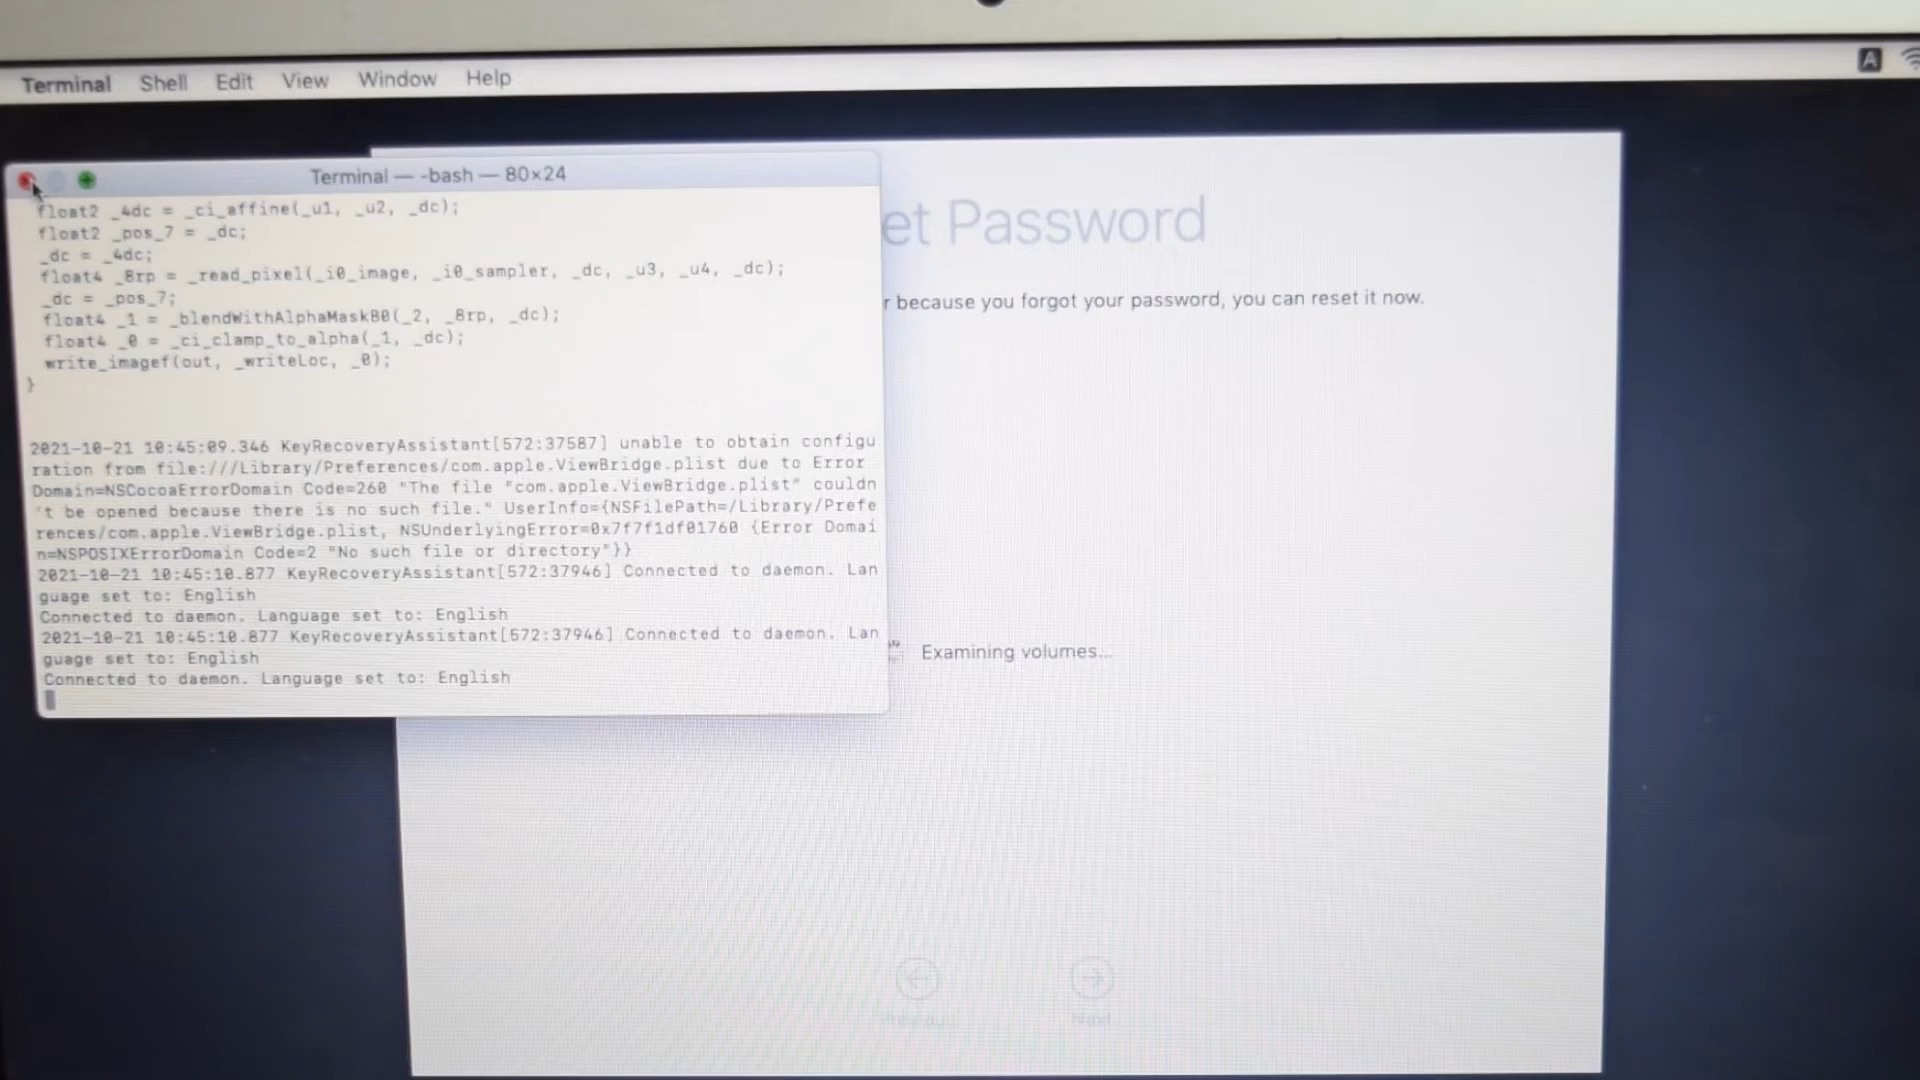 Terminal Shell Edit View Window Help
A
Terminal — -bash — 80×24
float2 _4dc = _ci_affine(_u1, _u2, _dc);
float2 _pos_7 = _dc;
_dc = _4dc;
float4 _8rp = _read_pixel(_i0_image, _i0_sampler, _dc, _u3, _u4, _dc);
_dc = _pos_7;
float4 _1 = _blendWithAlphaMaskB0(_2, _8rp, _dc);
float4 _0 = _ci_clamp_to_alpha(_1, _dc);
write_imagef(out, _writeLoc, _0);
}
2021-10-21 10:45:09.346 KeyRecoveryAssistant[572:37587] unable to obtain configu
ration from file:///Library/Preferences/com.apple.ViewBridge.plist due to Error
Domain=NSCocoaErrorDomain Code=260 "The file "com.apple.ViewBridge.plist" couldn
't be opened because there is no such file." UserInfo={NSFilePath=/Library/Prefe
rences/com.apple.ViewBridge.plist, NSUnderlyingError=0x7f7f1df01760 {Error Domai
n=NSPOSIXErrorDomain Code=2 "No such file or directory"}}
2021-10-21 10:45:10.877 KeyRecoveryAssistant[572:37946] Connected to daemon. Lan
guage set to: English
Connected to daemon. Language set to: English
2021-10-21 10:45:10.877 KeyRecoveryAssistant[572:37946] Connected to daemon. Lan
guage set to: English
Connected to daemon. Language set to: English
et Password
r because you forgot your password, you can reset it now.
Examining volumes...
Previous
Next